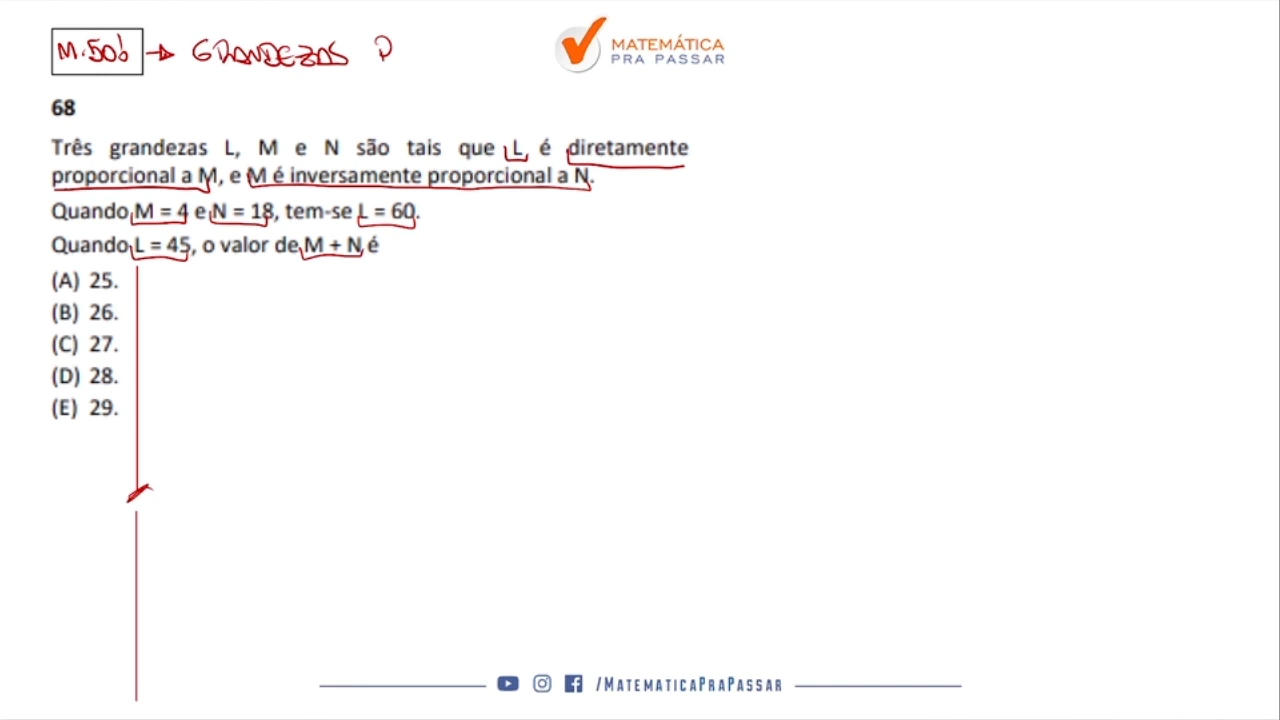 M.500 → GRANDEZAS P
MATEMÁTICA
PRA PASSAR
68
Três grandezas L, M e N são tais que L é diretamente
proporcional a M, e M é inversamente proporcional a N.
Quando M = 4 e N = 18, tem-se L = 60.
Quando L = 45, o valor de M + N é
(A) 25.
(B) 26.
(C) 27.
(D) 28.
(E) 29.
/MATEMATICAPRAPASSAR